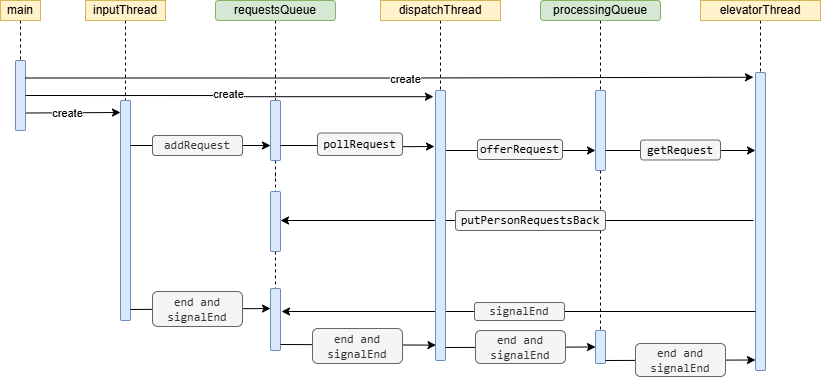 main
inputThread
requestsQueue
dispatchThread
processingQueue
elevatorThread
create
create
create
addRequest
pollRequest
offerRequest
getRequest
putPersonRequestsBack
end and
signalEnd
signalEnd
end and
signalEnd
end and
signalEnd
end and
signalEnd